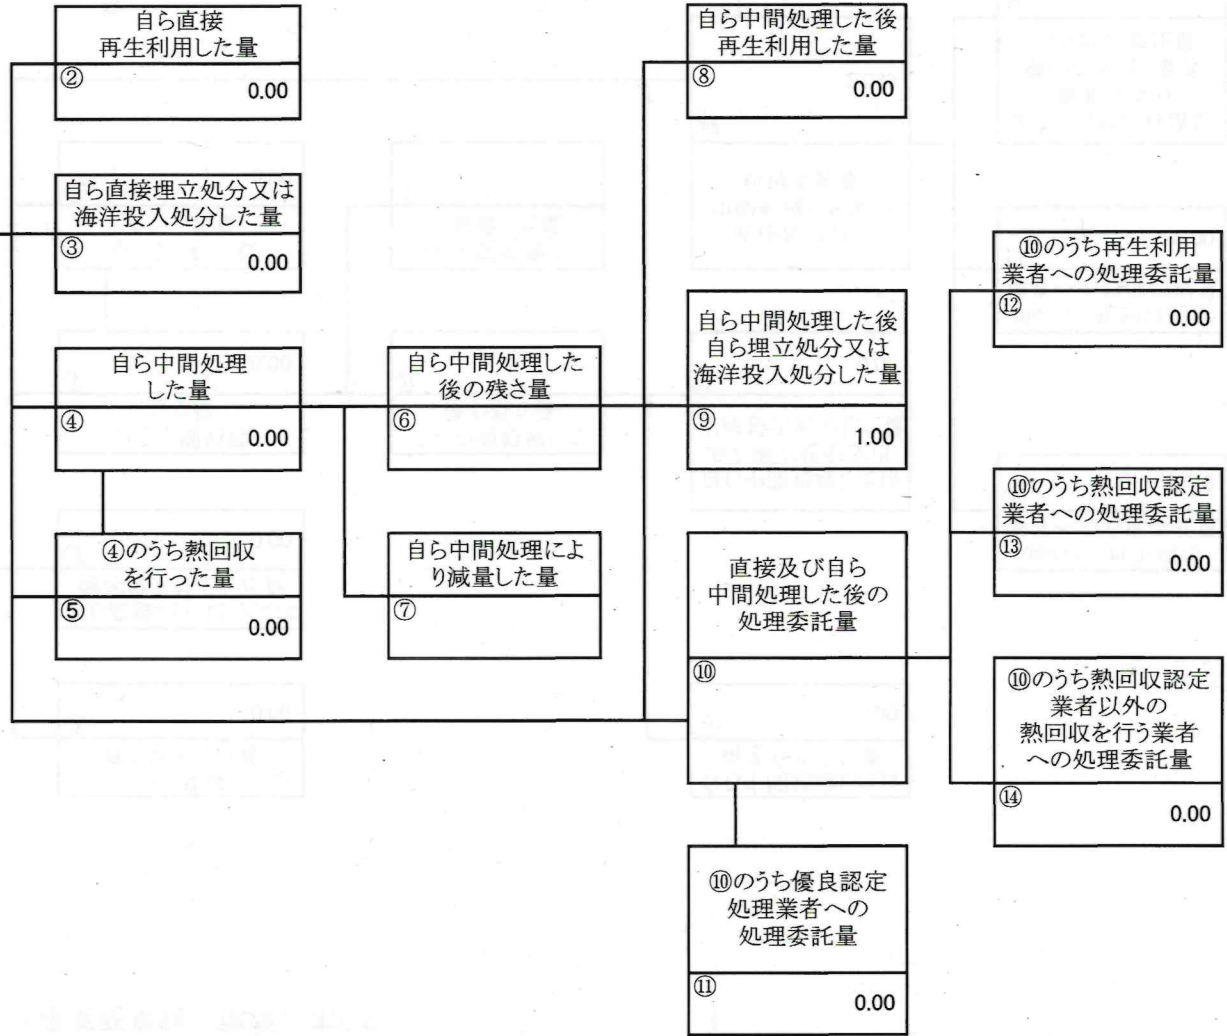 自ら直接
再生利用した量
②
0.00
自ら直接埋立処分又は
海洋投入処分した量
③
0.00
自ら中間処理
した量
④
0.00
④のうち熱回収
を行った量
⑤
0.00
自ら中間処理した
後の残さ量
⑥
自ら中間処理によ
り減量した量
⑦
自ら中間処理した後
再生利用した量
⑧
0.00
自ら中間処理した後
自ら埋立処分又は
海洋投入処分した量
⑨
1.00
直接及び自ら
中間処理した後の
処理委託量
⑩
⑩のうち優良認定
処理業者への
処理委託量
⑪
0.00
⑩のうち再生利用
業者への処理委託量
⑫
0.00
⑩のうち熱回収認定
業者への処理委託量
⑬
0.00
⑩のうち熱回収認定
業者以外の
熱回収を行う業者
への処理委託量
⑭
0.00